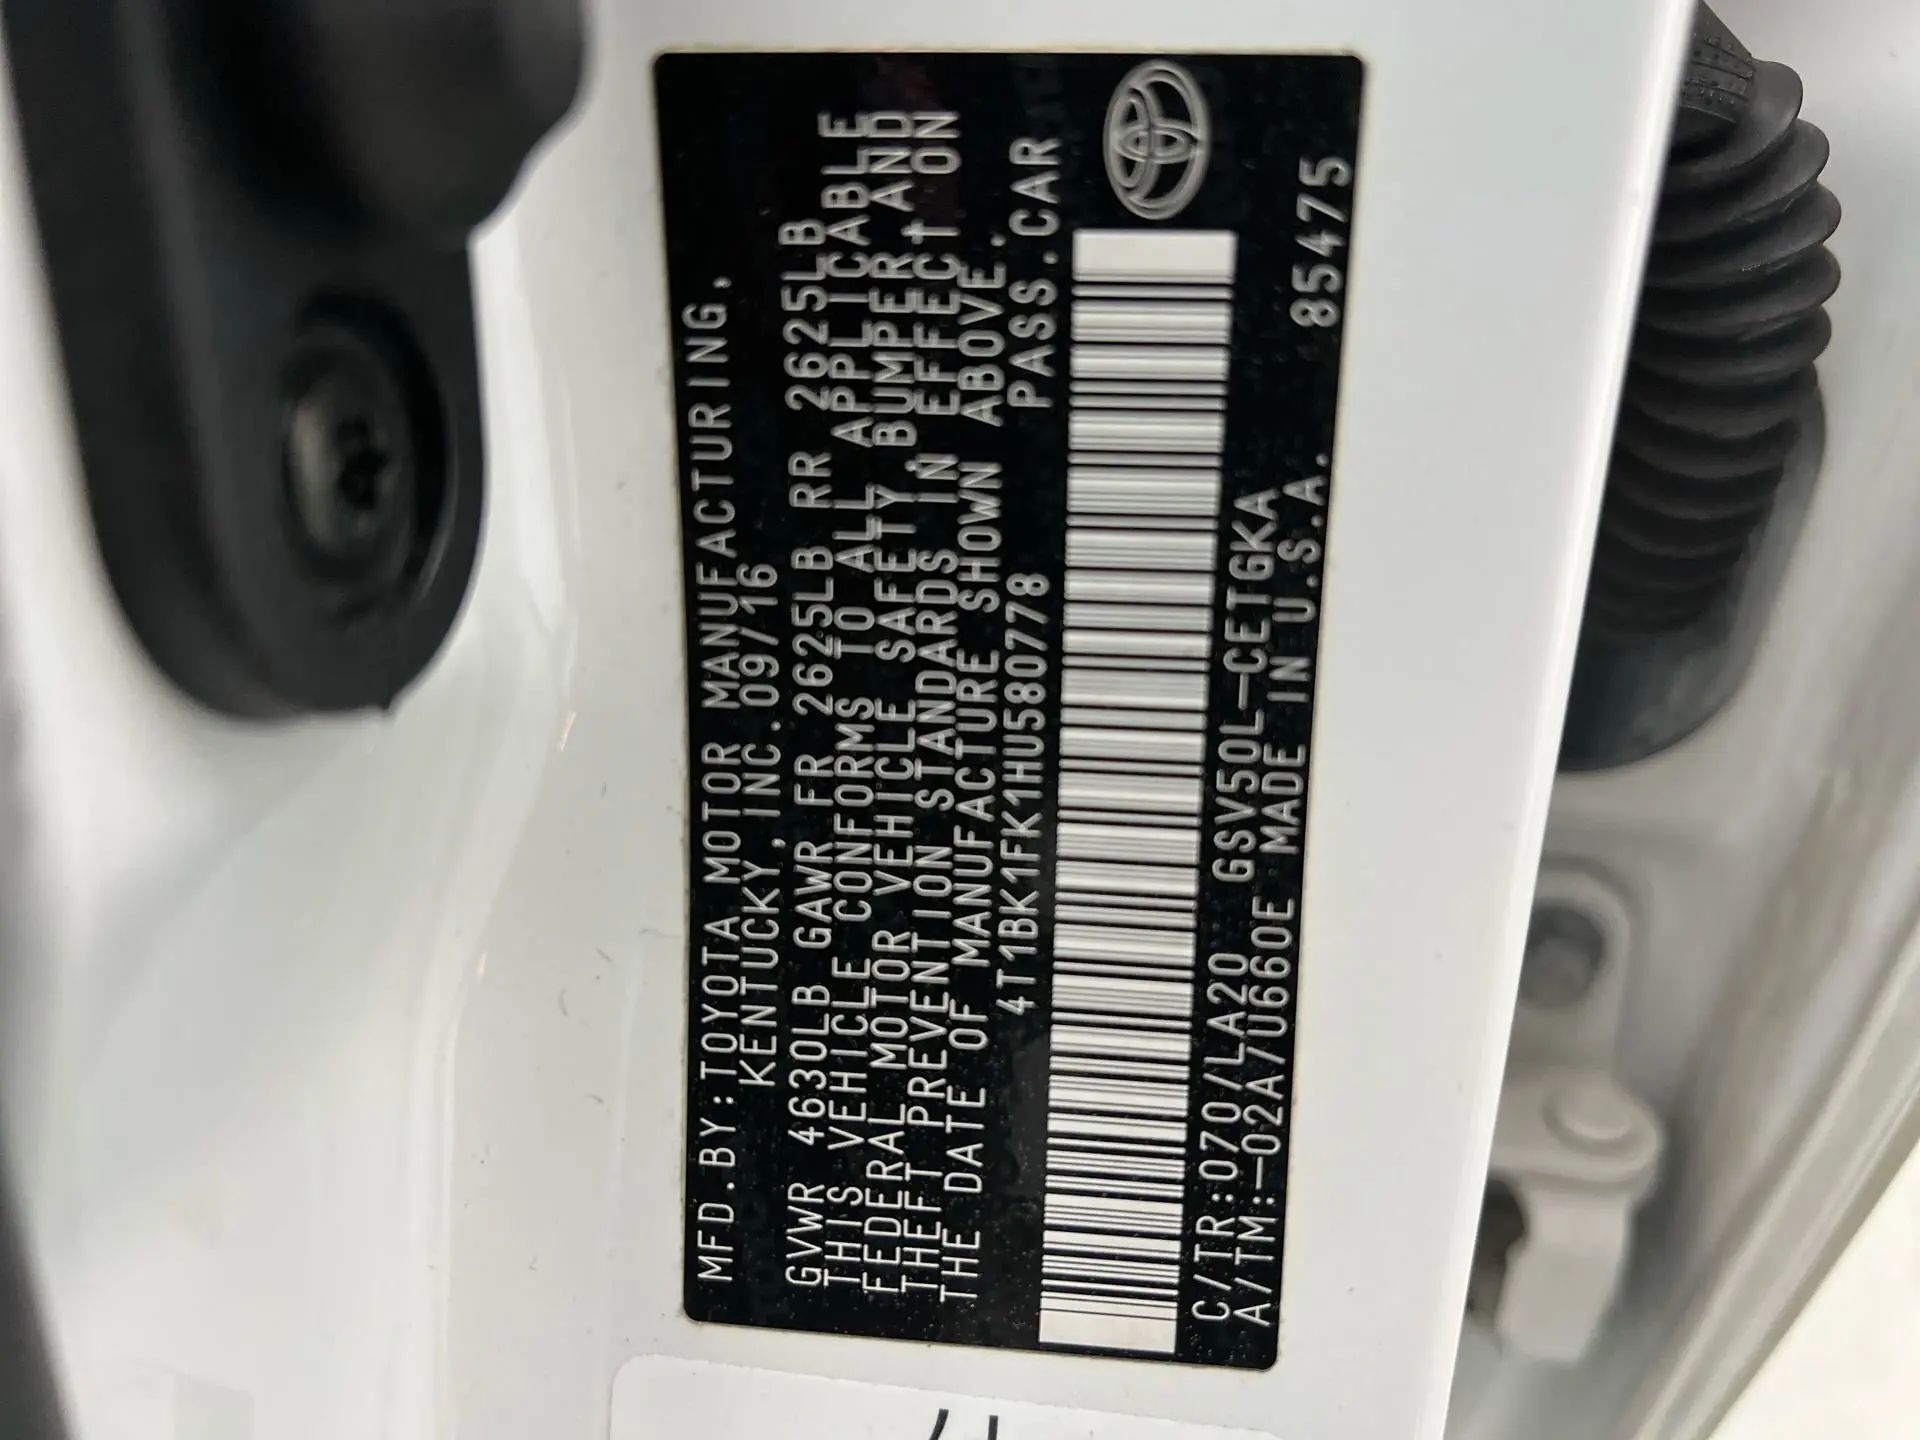 MFD.BY:TOYOTA MOTOR MANUFACTURING,
KENTUCKY,INC.09/16
GVWR 4630LB GAWR FR 2625LB RR 2625LB
THIS VEHICLE CONFORMS TO ALL APPLICABLE
FEDERAL MOTOR VEHICLE SAFETY,BUMPER,AND
THEFT PREVENTION STANDARDS IN EFFECT ON
THE DATE OF MANUFACTURE SHOWN ABOVE.
4T1BK1FK1HU580778 PASS.CAR
C/TR:070/LA20 GSV50L-CETGKA
A/TM:-02A/U660E MADE IN U.S.A. 85475